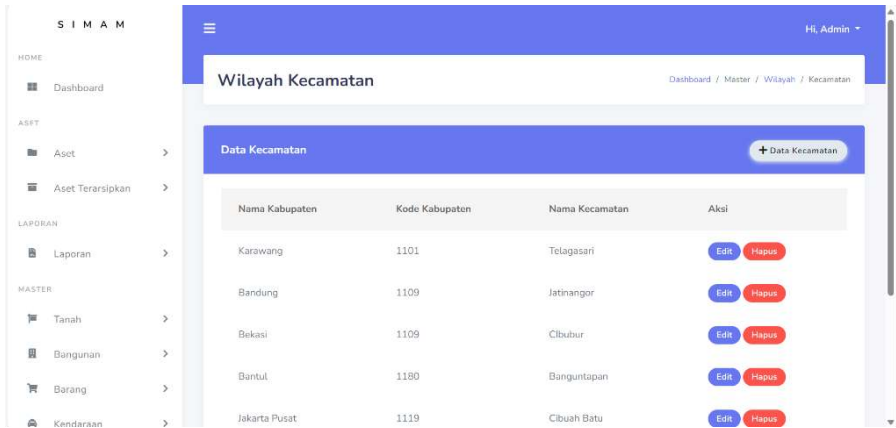 S I M A M
Hi, Admin
HOME
Dashboard
ASET
Aset
Aset Terarsipkan
LAPORAN
Laporan
MASTER
Tanah
Bangunan
Barang
Kendaraan
Wilayah Kecamatan
Dashboard / Master / Wilayah / Kecamatan
Data Kecamatan
+ Data Kecamatan
Nama Kabupaten Kode Kabupaten Nama Kecamatan Aksi
Karawang 1101 Telagasari Edit Hapus
Bandung 1109 Jatinangor Edit Hapus
Bekasi 1109 CIbubur Edit Hapus
Bantul 1180 Banguntapan Edit Hapus
Jakarta Pusat 1119 Cibuah Batu Edit Hapus